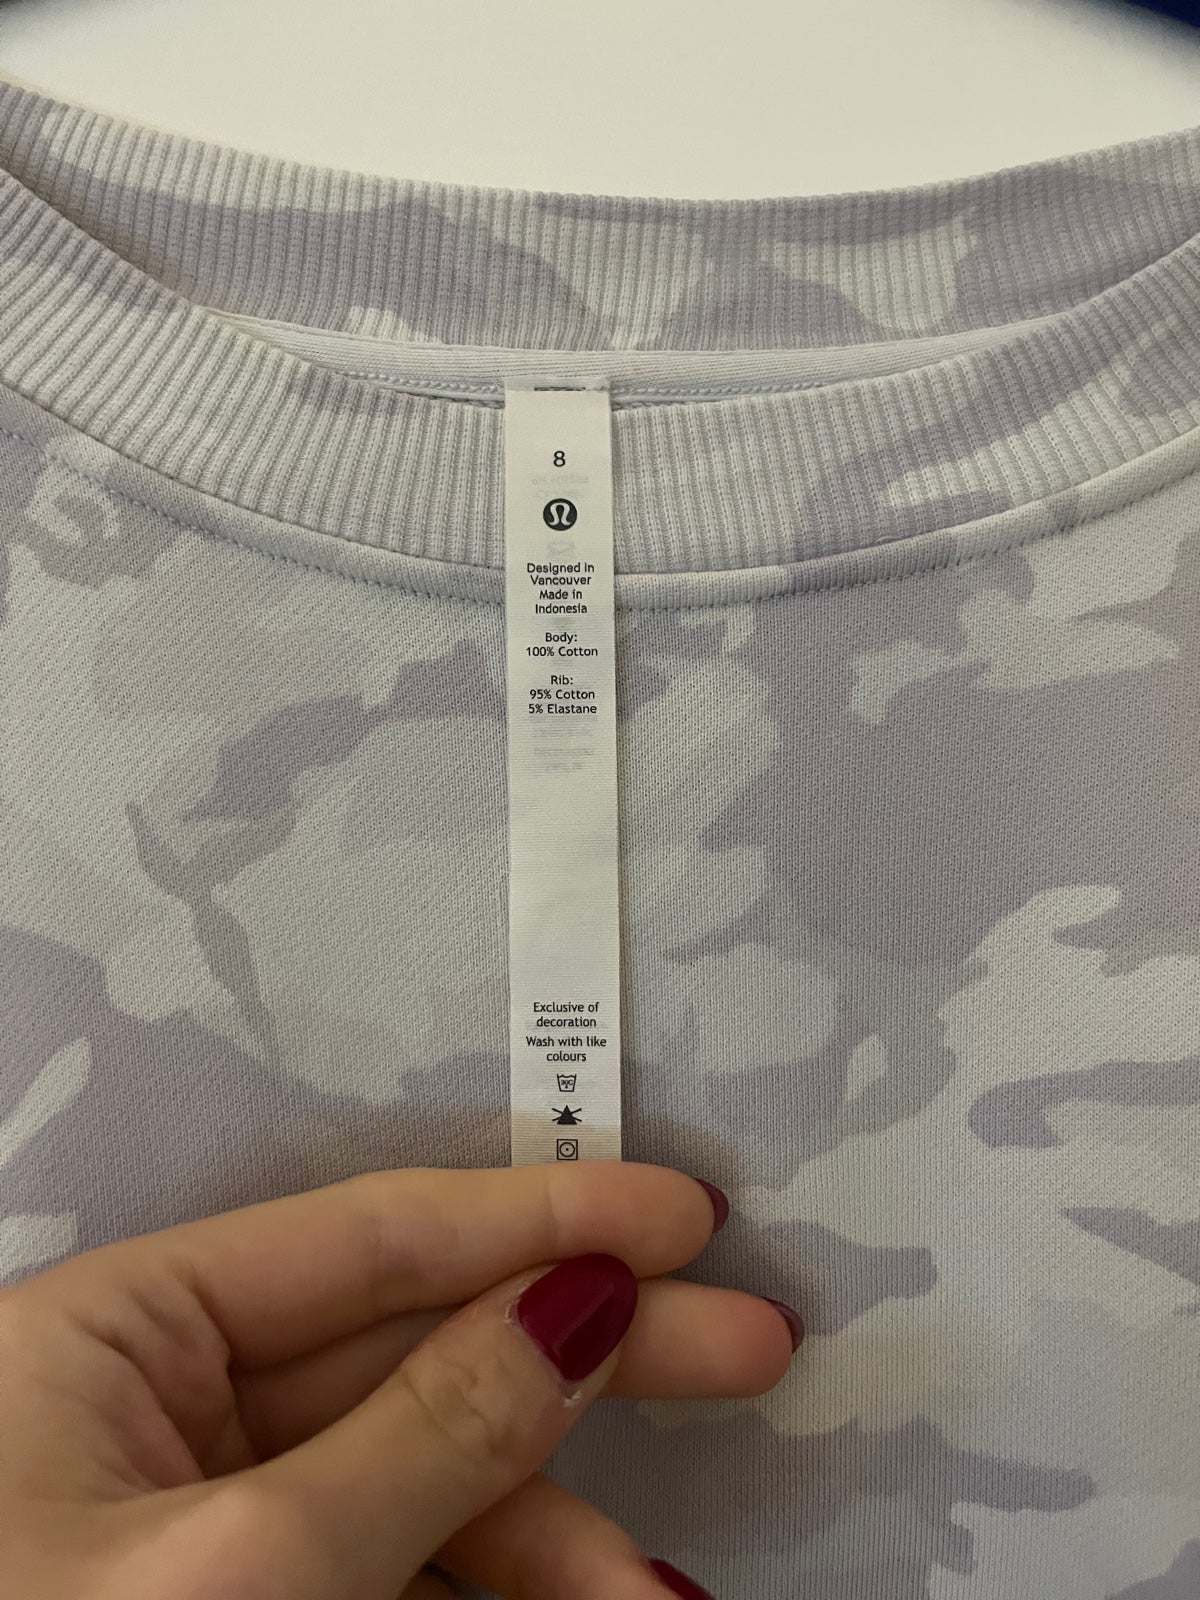 8
Designed in
Vancouver
Made in
Indonesia
Body:
100% Cotton
Rib:
95% Cotton
5% Elastane
Exclusive of
decoration
Wash with like
colours
30C